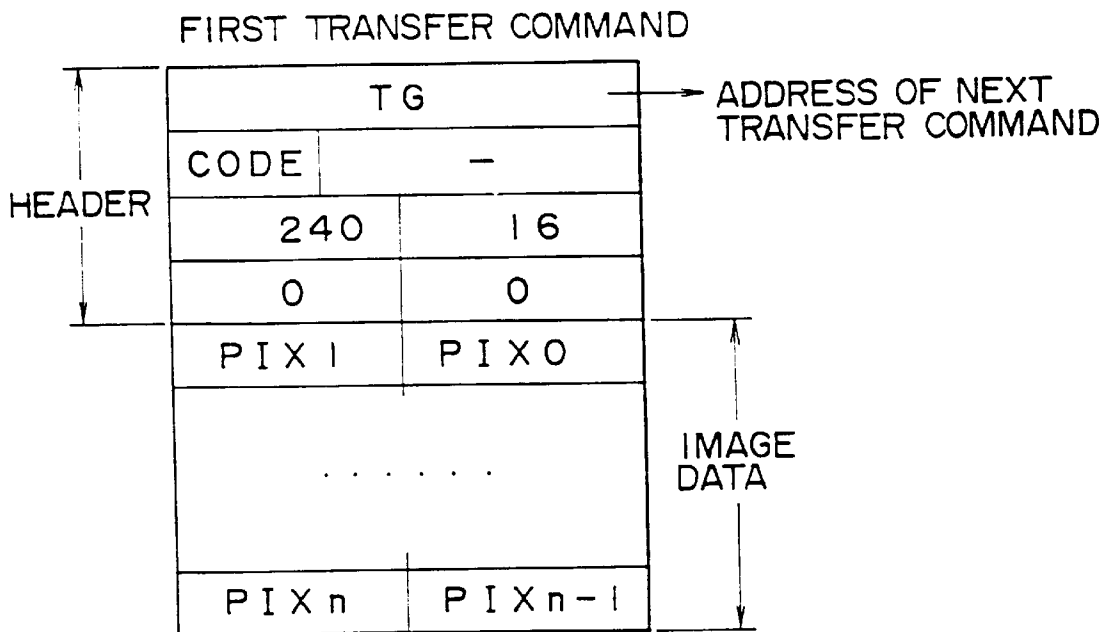 FIRST TRANSFER COMMAND
TG
ADDRESS OF NEXT
TRANSFER COMMAND
CODE
-
HEADER
240
16
0
0
PIX1
PIX0
IMAGE
DATA
......
PIXn
PIXn-1